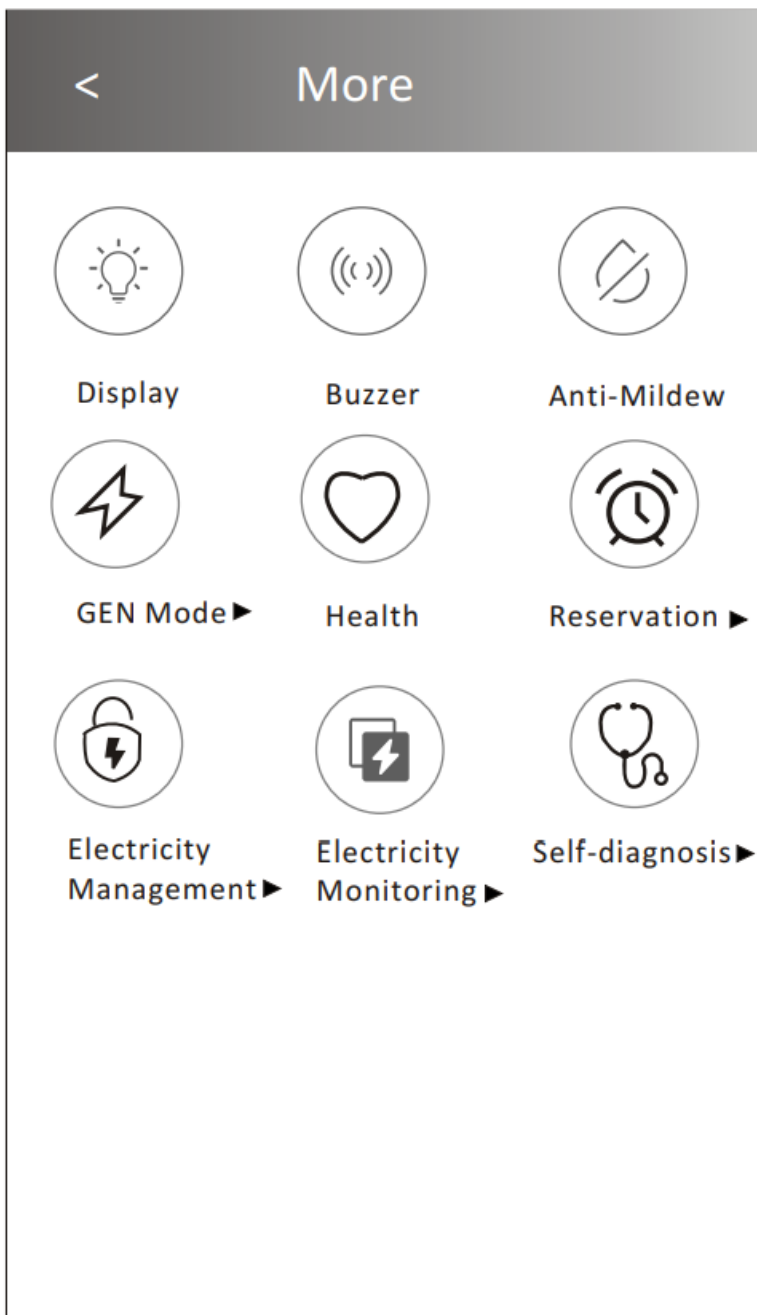 < More
Display Buzzer Anti-Mildew
GEN Mode▶ Health Reservation ▶
Electricity Management▶
Electricity Monitoring ▶
Self-diagnosis▶